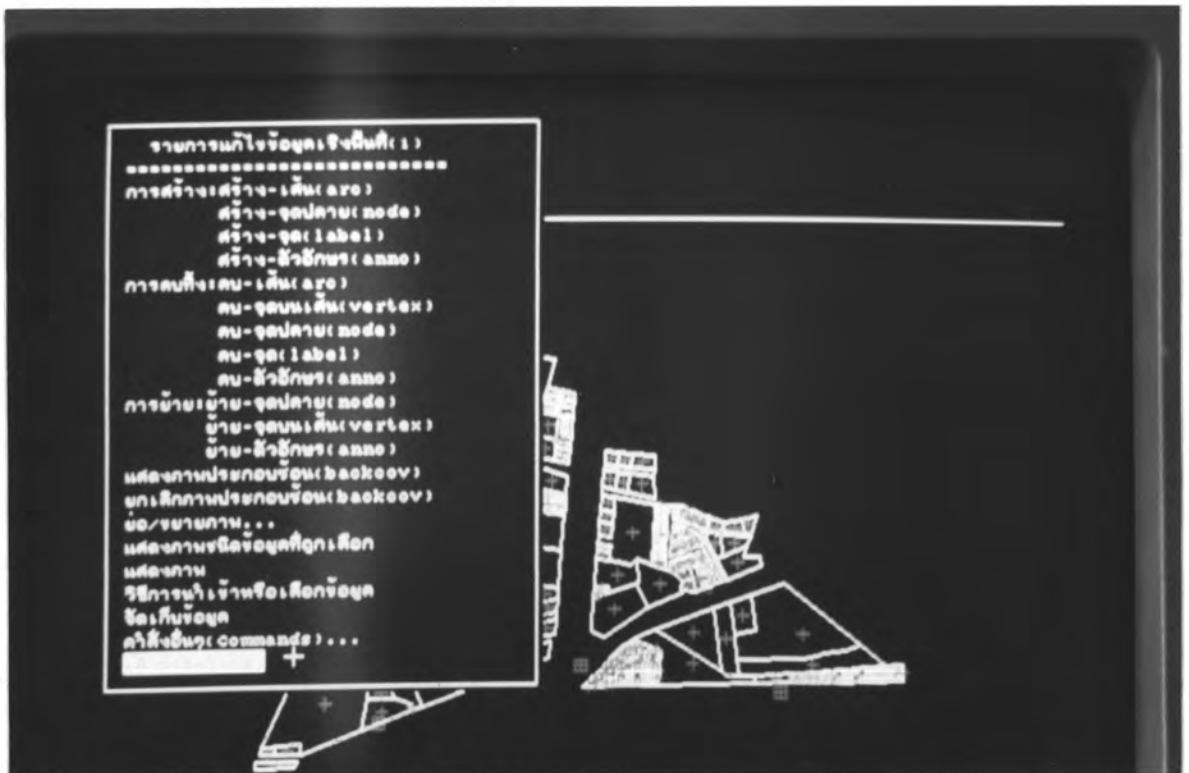 รายการแก้ไขข้อมูลเชิงพื้นที่(1)
============================
การสร้าง:สร้าง-เส้น(arc)
สร้าง-จุดปลาย(node)
สร้าง-จุด(label)
สร้าง-ตัวอักษร(anno)
การลบทิ้ง:ลบ-เส้น(arc)
ลบ-จุดบนเส้น(vertex)
ลบ-จุดปลาย(node)
ลบ-จุด(label)
ลบ-ตัวอักษร(anno)
การย้าย:ย้าย-จุดปลาย(node)
ย้าย-จุดบนเส้น(vertex)
ย้าย-ตัวอักษร(anno)
แสดงภาพประกอบซ้อน(backcov)
ยกเลิกภาพประกอบซ้อน(backcov)
ย่อ/ขยายภาพ...
แสดงภาพชนิดข้อมูลที่ถูกเลือก
แสดงภาพ
วิธีการนำเข้าหรือเลือกข้อมูล
จัดเก็บข้อมูล
คำสั่งอื่นๆ(commands)...